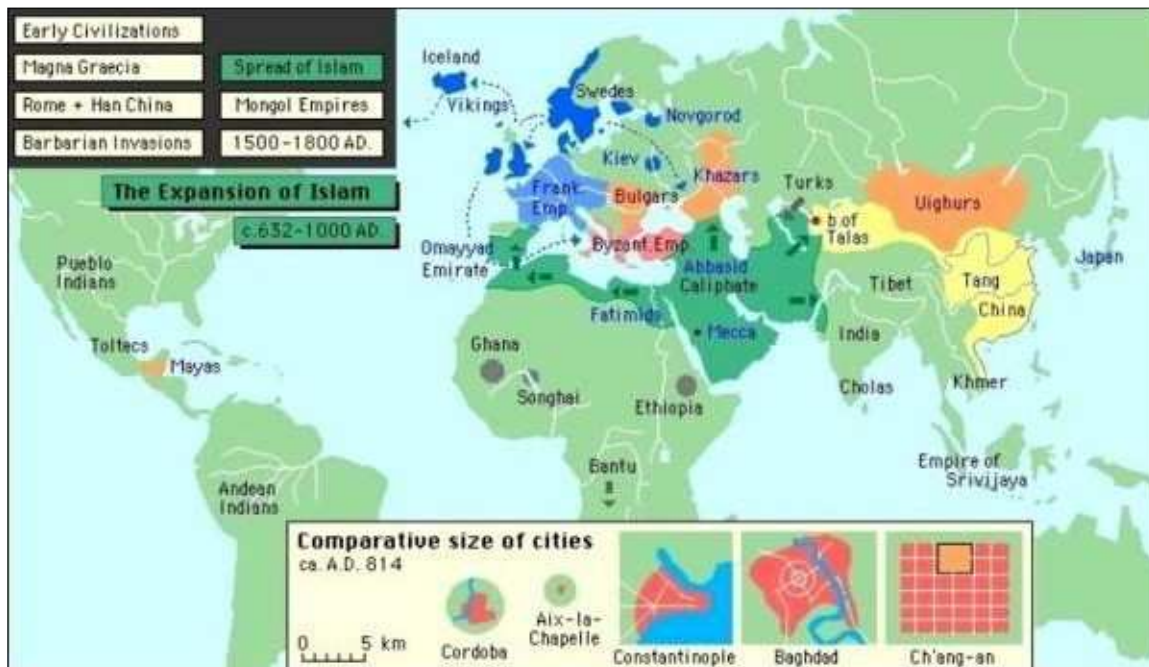 Early Civilizations
Magna Graecia
Spread of Islam
Rome + Han China
Mongol Empires
Barbarian Invasions
1500-1800 AD.
The Expansion of Islam
c.632-1000 AD
Iceland
Vikings
Swedes
Novgorod
Kiev
Khazars
Frank.
Emp.
Bulgars
Turks
Uighurs
b.of
Talas
Omayyad
Emirate
Byzant.Emp.
Abbasid
Caliphate
Tibet
Tang
China
Japan
Pueblo
Indians
Fatimids
Mecca
India
Toltecs
Mayas
Ghana
Songhai
Ethiopia
Cholas
Khmer
Bantu
Empire of
Srivijaya
Andean
Indians
Comparative size of cities
ca. A.D. 814
0 5 km
Cordoba
Aix-la-
Chapelle
Constantinople
Baghdad
Ch'ang-an